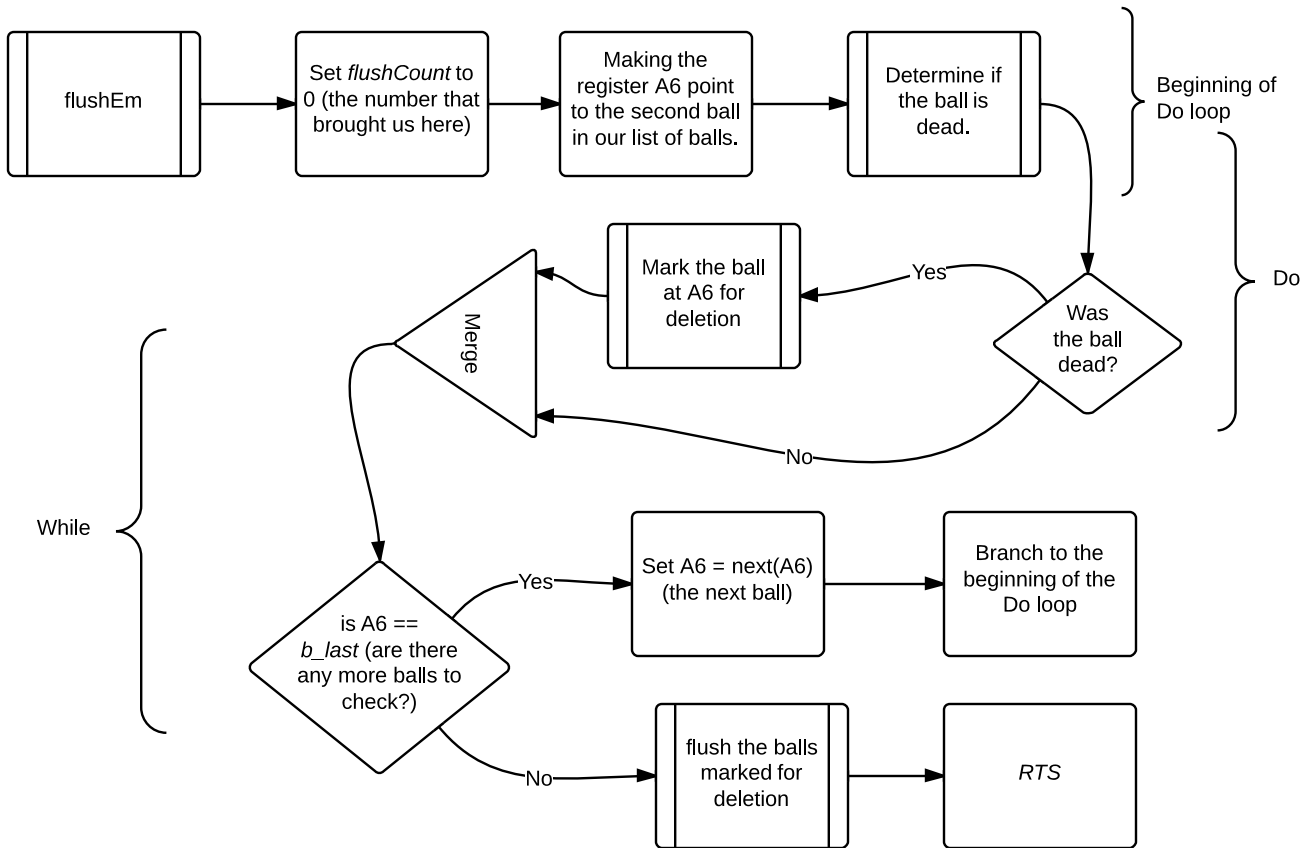 flushEm
Set flushCount to
0 (the number that
brought us here)
Making the
register A6 point
to the second ball
in our list of balls.
Determine if
the ball is
dead.
Beginning of
Do loop
Do
Was
the ball
dead?
Yes
Mark the ball
at A6 for
deletion
Merge
No
While
is A6 ==
b_last (are there
any more balls to
check?)
Yes
Set A6 = next(A6)
(the next ball)
Branch to the
beginning of the
Do loop
No
flush the balls
marked for
deletion
RTS